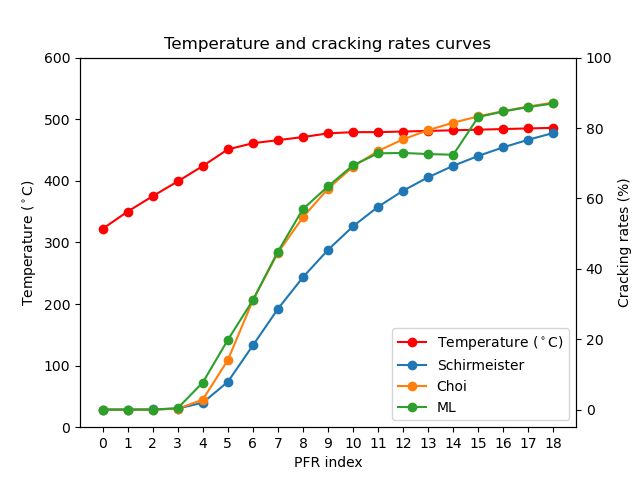 Temperature and cracking rates curves
600
500
400
300
200
100
0
Temperature (°C)
100
80
60
40
20
0
Cracking rates (%)
Temperature (°C)
Schirmeister
Choi
ML
0 1 2 3 4 5 6 7 8 9 10 11 12 13 14 15 16 17 18
PFR index